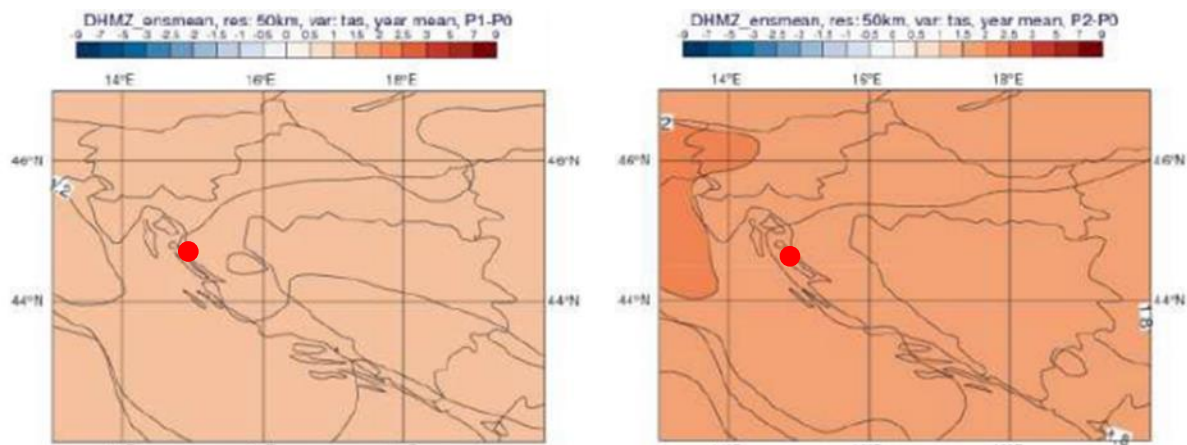 DHMZ_ensmean, res: 50km, var: tas, year mean, P1-P0
-9 -7 -5 -3 -2.5 -2 -1.5 -1 -0.5 0 0.5 1 1.5 2 2.5 3 5 7 9
14°E 16°E 18°E
46°N 46°N
44°N 44°N
DHMZ_ensmean, res: 50km, var: tas, year mean, P2-P0
-9 -7 -5 -3 -2.5 -2 -1.5 -1 -0.5 0 0.5 1 1.5 2 2.5 3 5 7 9
14°E 16°E 18°E
2
46°N 46°N
44°N 44°N
1.8
1.8